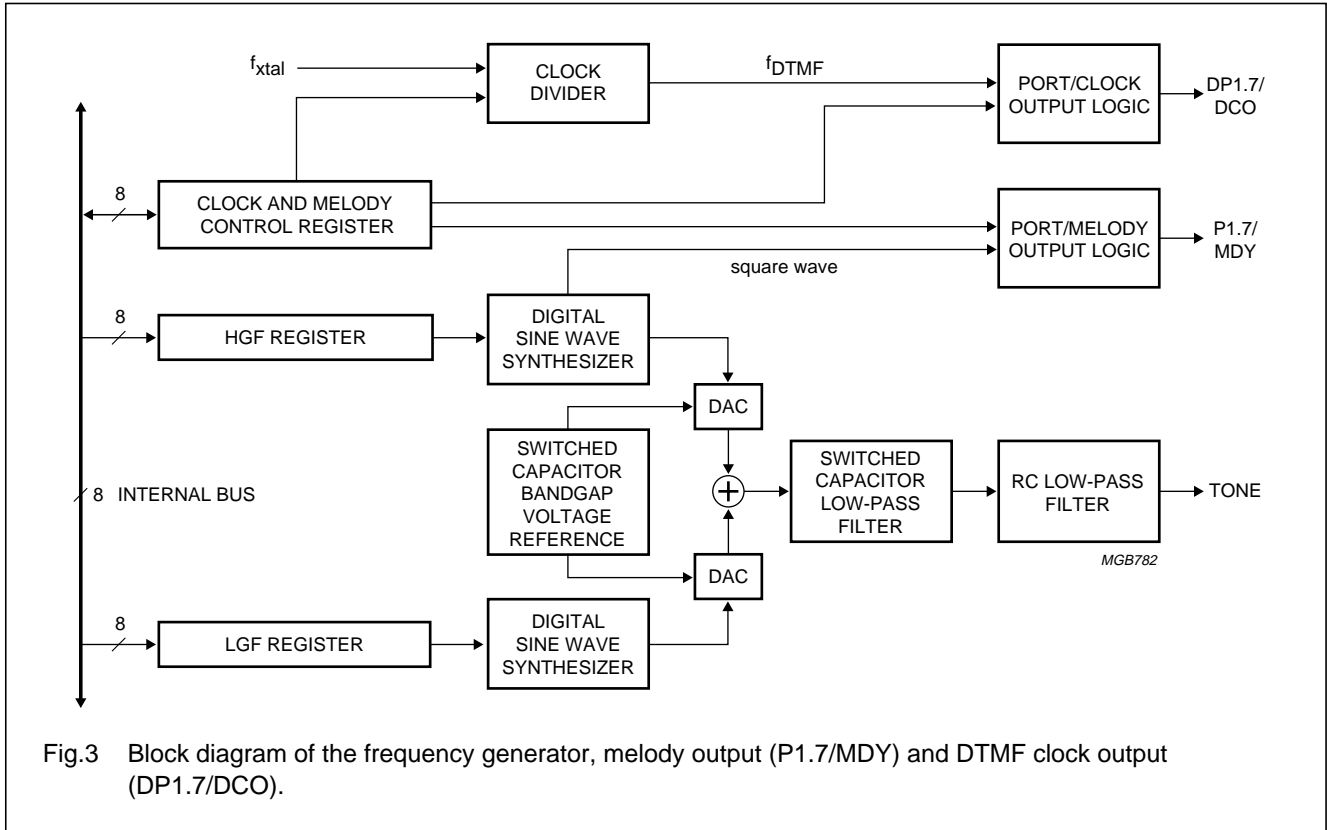 fxtal
CLOCK
DIVIDER
fDTMF
PORT/CLOCK
OUTPUT LOGIC
DP1.7/
DCO
8
CLOCK AND MELODY
CONTROL REGISTER
PORT/MELODY
OUTPUT LOGIC
P1.7/
MDY
square wave
8
HGF REGISTER
DIGITAL
SINE WAVE
SYNTHESIZER
DAC
8 INTERNAL BUS
SWITCHED
CAPACITOR
BANDGAP
VOLTAGE
REFERENCE
+
SWITCHED
CAPACITOR
LOW-PASS
FILTER
RC LOW-PASS
FILTER
TONE
MGB782
DAC
8
LGF REGISTER
DIGITAL
SINE WAVE
SYNTHESIZER
Fig.3 Block diagram of the frequency generator, melody output (P1.7/MDY) and DTMF clock output
(DP1.7/DCO).